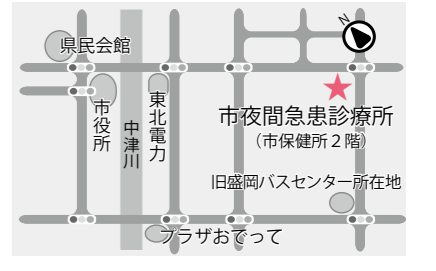 N
県民会館
市役所
中津川
東北電力
市夜間急患診療所
（市保健所２階）
旧盛岡バスセンター所在地
プラザおでって